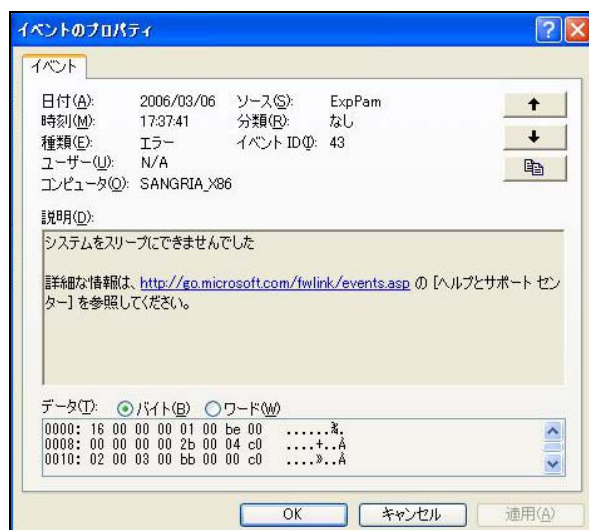 イベントのプロパティ
イベント
日付(A): 2006/03/06 ソース(S): ExpPam
時刻(M): 17:37:41 分類(R): なし
種類(E): エラー イベント ID(I): 43
ユーザー(U): N/A
コンピュータ(O): SANGRIA_X86
説明(D):
システムをスリープにできませんでした
詳細な情報は、http://go.microsoft.com/fwlink/events.asp の [ヘルプとサポート セン
ター] を参照してください。
データ(T): バイト(B) ワード(W)
0000: 16 00 00 00 01 00 be 00 ......¾.
0008: 00 00 00 00 2b 00 04 c0 ....+..À
0010: 02 00 03 00 bb 00 00 c0 ....»..À
OK キャンセル 適用(A)